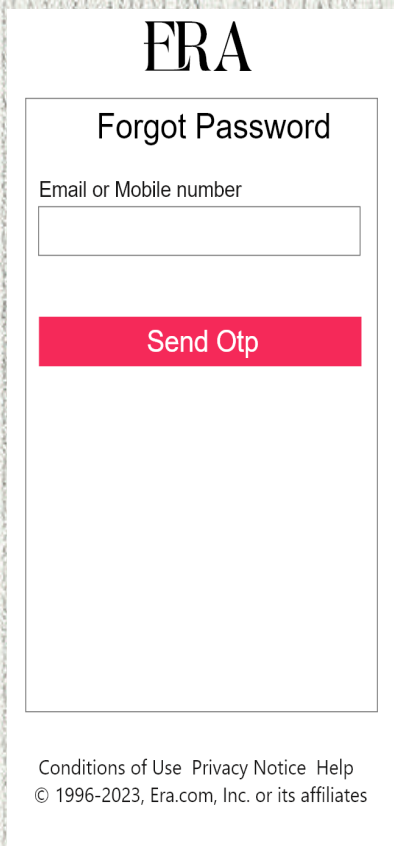 ERA
Forgot Password
Email or Mobile number
Send Otp
Conditions of Use Privacy Notice Help
© 1996-2023, Era.com, Inc. or its affiliates